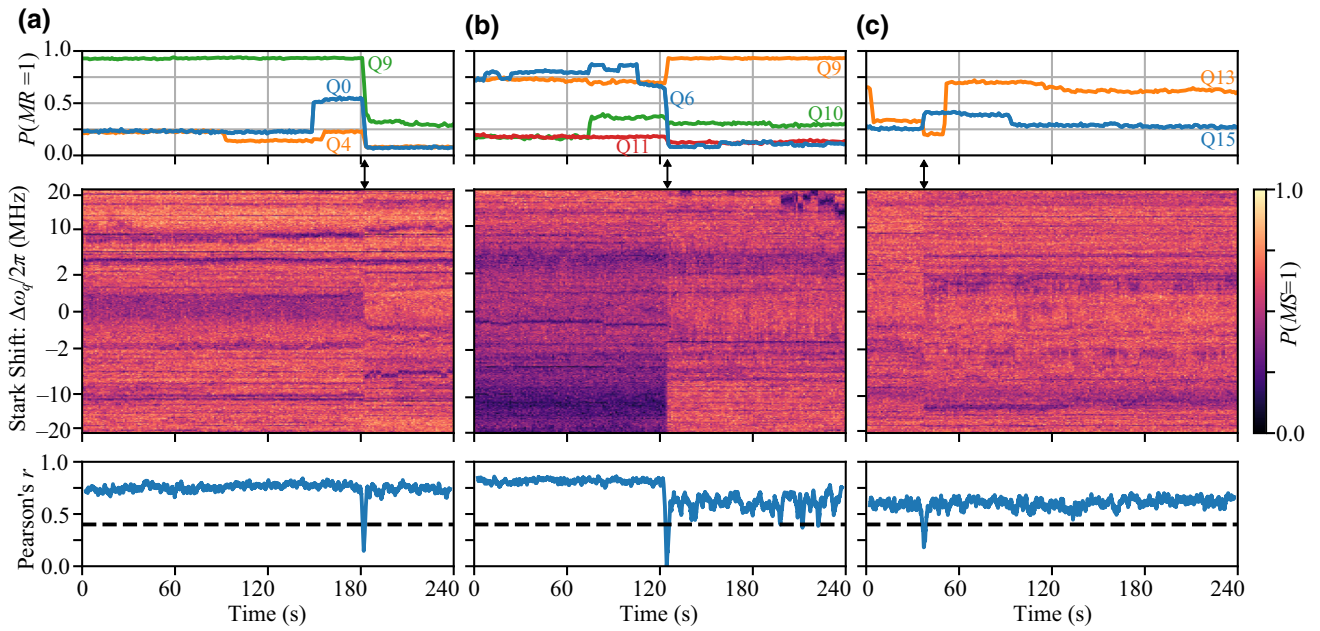 (a)
(b)
(c)
P(MR =1)
1.0
0.5
0.0
Q9
Q0
Q4
Q9
Q6
Q10
Q11
Q13
Q15
Stark Shift: Δω_q/2π (MHz)
20
10
2
0
−2
−10
−20
1.0
0.0
P(MS=1)
Pearson's r
1.0
0.5
0.0
0 60 120 180 240
0 60 120 180 240
0 60 120 180 240
Time (s)
Time (s)
Time (s)